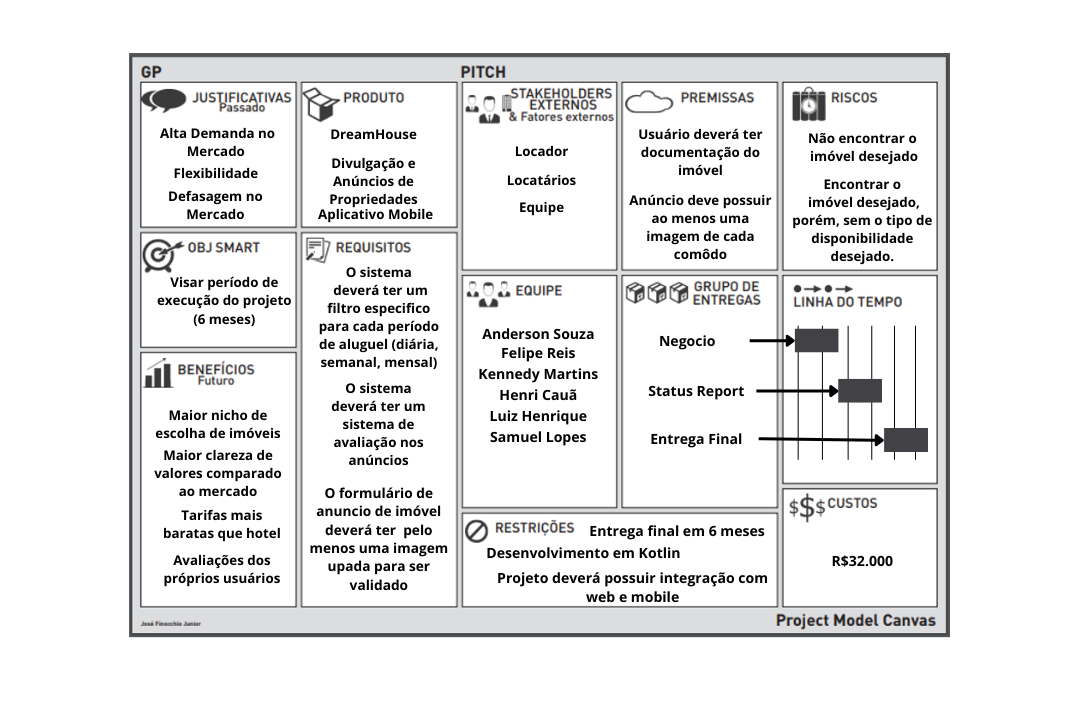 GP
PITCH
JUSTIFICATIVAS
Passado
Alta Demanda no
Mercado
Flexibilidade
Defasagem no
Mercado
PRODUTO
DreamHouse
Divulgação e
Anúncios de
Propriedades
Aplicativo Mobile
STAKEHOLDERS
EXTERNOS
& Fatores externos
Locador
Locatários
Equipe
PREMISSAS
Usuário deverá ter
documentação do
imóvel
Anúncio deve possuir
ao menos uma
imagem de cada
comôdo
RISCOS
Não encontrar o
imóvel desejado
Encontrar o
imóvel desejado,
porém, sem o tipo de
disponibilidade
desejado.
OBJ SMART
Visar período de
execução do projeto
(6 meses)
REQUISITOS
O sistema
deverá ter um
filtro especifico
para cada período
de aluguel (diária,
semanal, mensal)
O sistema
deverá ter um
sistema de
avaliação nos
anúncios
O formulário de
anuncio de imóvel
deverá ter pelo
menos uma imagem
upada para ser
validado
EQUIPE
Anderson Souza
Felipe Reis
Kennedy Martins
Henri Cauã
Luiz Henrique
Samuel Lopes
GRUPO DE
ENTREGAS
Negocio
Status Report
Entrega Final
LINHA DO TEMPO
BENEFÍCIOS
Futuro
Maior nicho de
escolha de imóveis
Maior clareza de
valores comparado
ao mercado
Tarifas mais
baratas que hotel
Avaliações dos
próprios usuários
RESTRIÇÕES
Entrega final em 6 meses
Desenvolvimento em Kotlin
Projeto deverá possuir integração com
web e mobile
$$$ CUSTOS
R$32.000
José Finocchio Junior
Project Model Canvas